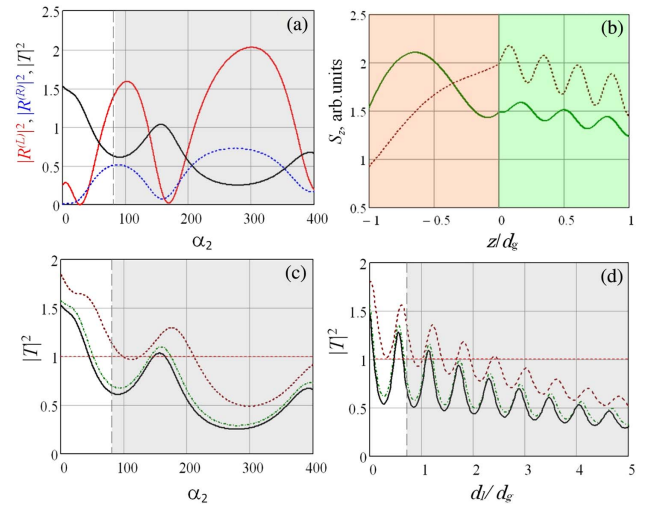 (a)
|R⁽ᴸ⁾|², |R⁽ᴿ⁾|², |T|²
2
1.5
1
0.5
0
0 100 200 300 400
α₂
(b)
S_z, arb.units
2.5
2
1.5
1
0.5
−1 −0.5 0 0.5 1
z/d_g
(c)
|T|²
2
1.5
1
0.5
0
0 100 200 300 400
α₂
(d)
|T|²
2
1.5
1
0.5
0
0 1 2 3 4 5
d_l/d_g